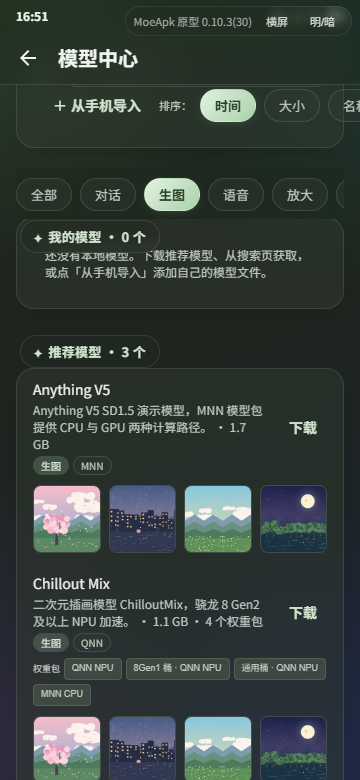 16:51
MoeApk 原型 0.10.3(30) 横屏 明/暗
← 模型中心
＋ 从手机导入 排序: 时间 大小
全部 对话 生图 语音 放大
✦ 我的模型 • 0 个
还没有本地模型。下载推荐模型、从搜索页获取，
或点「从手机导入」添加自己的模型文件。
✦ 推荐模型 • 3 个
Anything V5
Anything V5 SD1.5 演示模型，MNN 模型包
提供 CPU 与 GPU 两种计算路径。 • 1.7
GB
下载
生图 MNN
Chillout Mix
二次元插画模型 ChilloutMix，骁龙 8 Gen2
及以上 NPU 加速。 • 1.1 GB • 4 个权重包
下载
生图 QNN
权重包 QNN NPU 8Gen1 桶 · QNN NPU 通用桶 · QNN NPU
MNN CPU